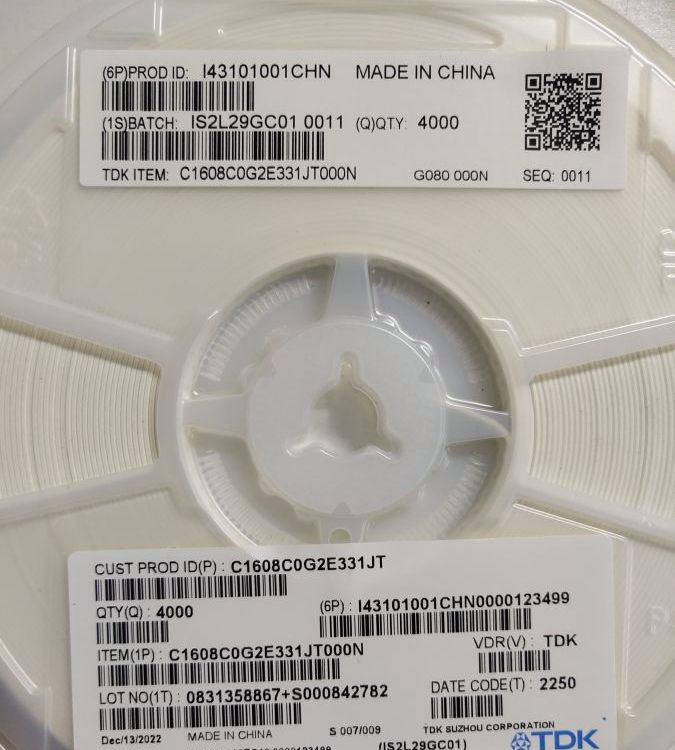 (6P)PROD ID: I43101001CHN MADE IN CHINA
(1S)BATCH: IS2L29GC01 0011 (Q)QTY: 4000
TDK ITEM: C1608C0G2E331JT000N G080 000N SEQ: 0011
CUST PROD ID(P) : C1608C0G2E331JT
QTY(Q) : 4000 (6P) : I43101001CHN0000123499
ITEM(1P) : C1608C0G2E331JT000N VDR(V) : TDK
LOT NO(1T) : 0831358867+S000842782 DATE CODE(T) : 2250
Dec/13/2022 MADE IN CHINA S 007/009 TDK SUZHOU CORPORATION
(IS2L29GC01) TDK